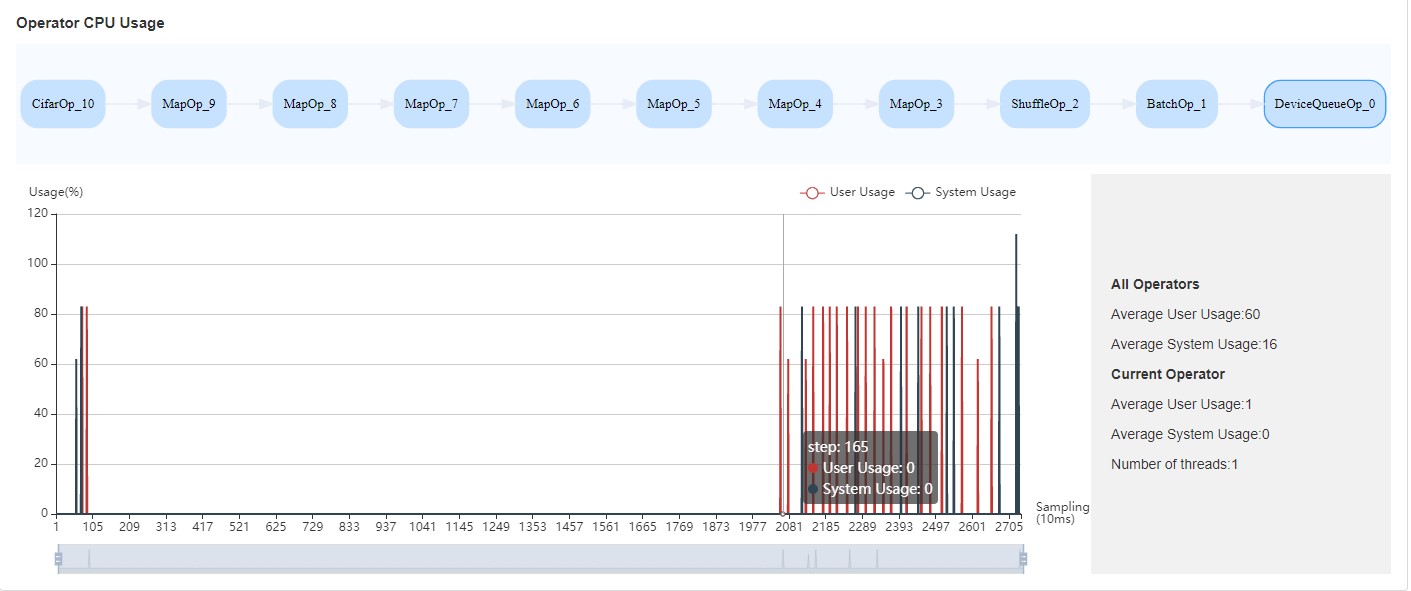 Operator CPU Usage
CifarOp_10 MapOp_9 MapOp_8 MapOp_7 MapOp_6 MapOp_5 MapOp_4 MapOp_3 ShuffleOp_2 BatchOp_1 DeviceQueueOp_0
Usage(%)
User Usage System Usage
120
100
80
60
40
20
0
step: 165
User Usage: 0
System Usage: 0
1 105 209 313 417 521 625 729 833 937 1041 1145 1249 1353 1457 1561 1665 1769 1873 1977 2081 2185 2289 2393 2497 2601 2705
Sampling
(10ms)
All Operators
Average User Usage:60
Average System Usage:16
Current Operator
Average User Usage:1
Average System Usage:0
Number of threads:1